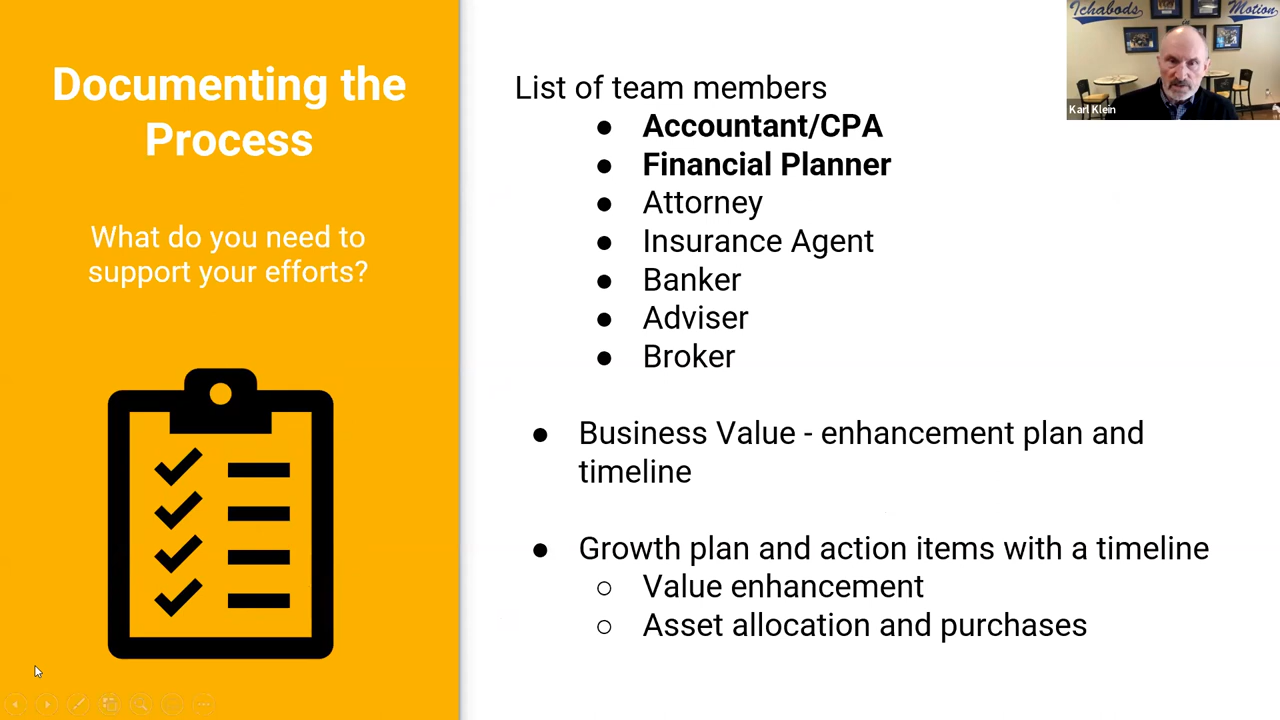 Documenting the
Process
What do you need to
support your efforts?
List of team members
● Accountant/CPA
● Financial Planner
● Attorney
● Insurance Agent
● Banker
● Adviser
● Broker
● Business Value - enhancement plan and
timeline
● Growth plan and action items with a timeline
○ Value enhancement
○ Asset allocation and purchases
Ichabods in Motion
Karl Klein